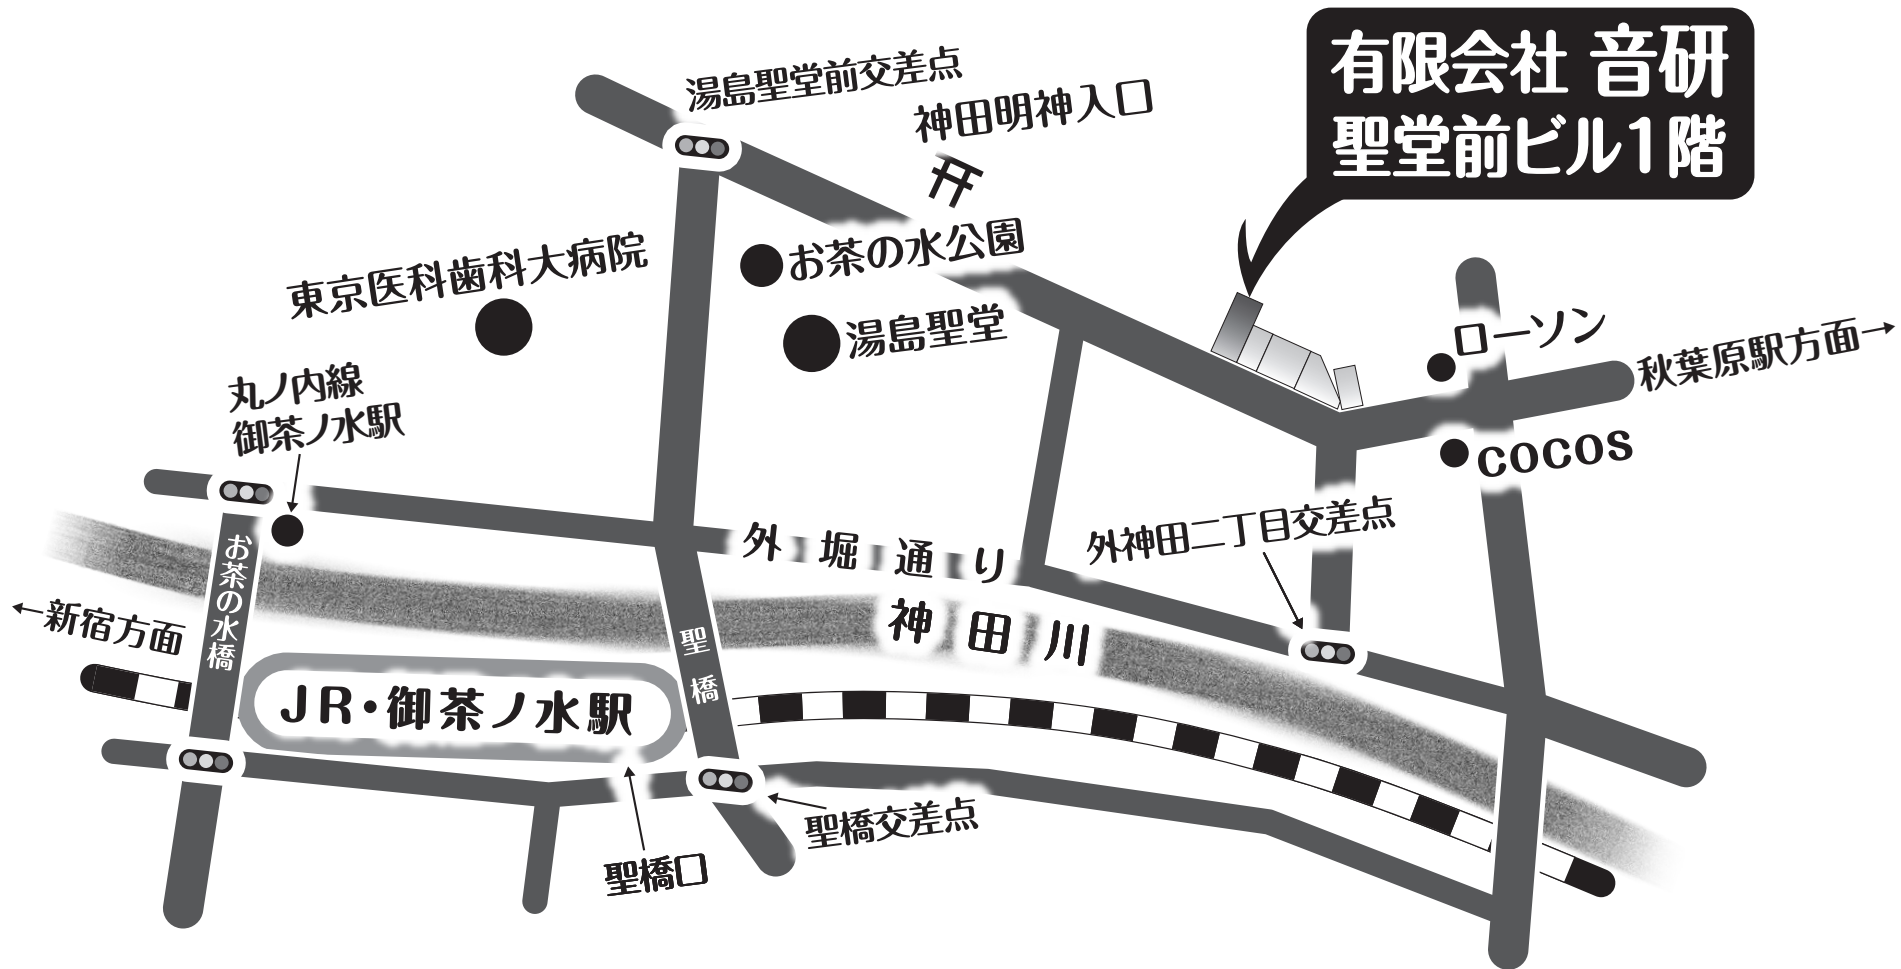 有限会社 音研
聖堂前ビル1階
湯島聖堂前交差点
神田明神入口
お茶の水公園
東京医科歯科大病院
湯島聖堂
ローソン
秋葉原駅方面→
丸ノ内線
御茶ノ水駅
cocos
外堀通り
外神田二丁目交差点
お茶の水橋
←新宿方面
神田川
聖橋
JR・御茶ノ水駅
聖橋交差点
聖橋口